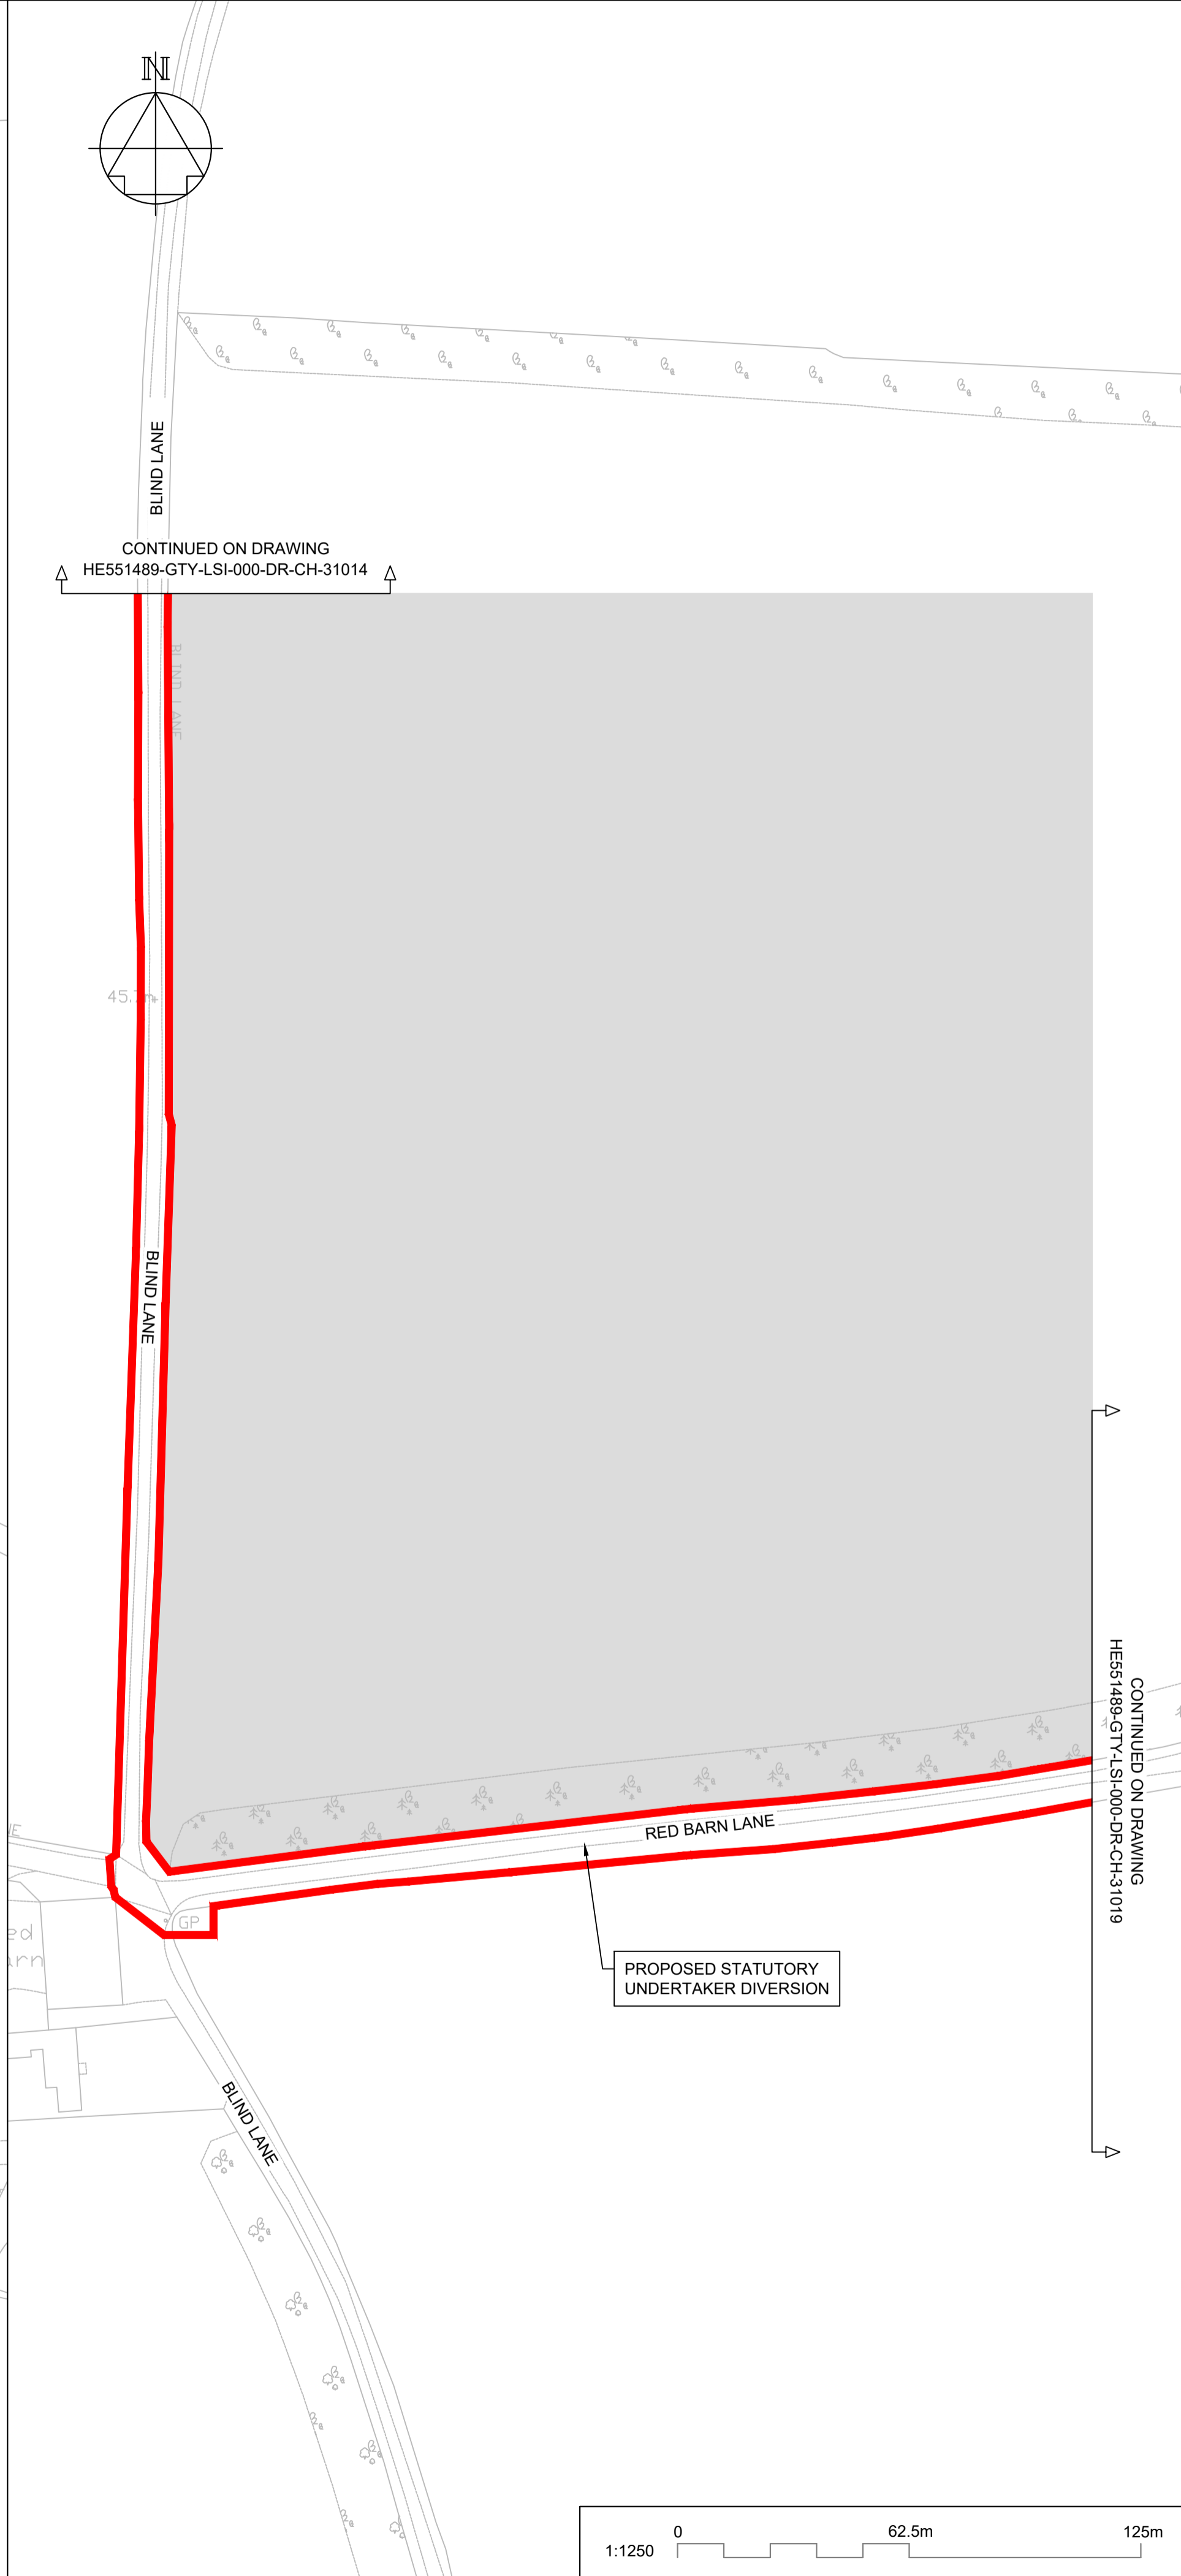 N
BLIND LANE
CONTINUED ON DRAWING
HE551489-GTY-LSI-000-DR-CH-31014
BLIND LANE
BLIND LANE
CONTINUED ON DRAWING
HE551489-GTY-LSI-000-DR-CH-31019
RED BARN LANE
GP
PROPOSED STATUTORY
UNDERTAKER DIVERSION
BLIND LANE
1:1250
0
62.5m
125m